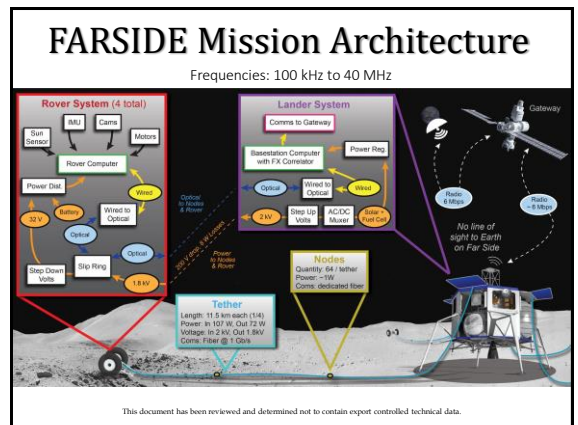 FARSIDE Mission Architecture
Frequencies: 100 kHz to 40 MHz
Rover System (4 total)
IMU
Cams
Sun
Sensor
Motors
Rover Computer
Power Dist.
Wired
Battery
32 V
Wired to
Optical
Optical
Optical
Slip Ring
Step Down
Volts
1.8 kV
Optical
to Nodes
& Rover
200 V drop,
Power
to Nodes
& Rover
Lander System
Comms to Gateway
Basestation Computer
with FX Correlator
Power Reg.
Optical
Wired to
Optical
Wired
2 kV
Step Up
Volts
AC/DC
Muxer
Solar +
Fuel Cell
Gateway
Radio
6 Mbps
Radio
~8 Mbps
No line of
sight to Earth
on Far Side
Nodes
Quantity: 64 / tether
Power: ~1W
Coms: dedicated fiber
Tether
Length: 11.5 km each (1/4)
Power: In 107 W, Out 72 W
Voltage: In 2 kV, Out 1.8kV
Coms: Fiber @ 1 Gb/s
This document has been reviewed and determined not to contain export controlled technical data.